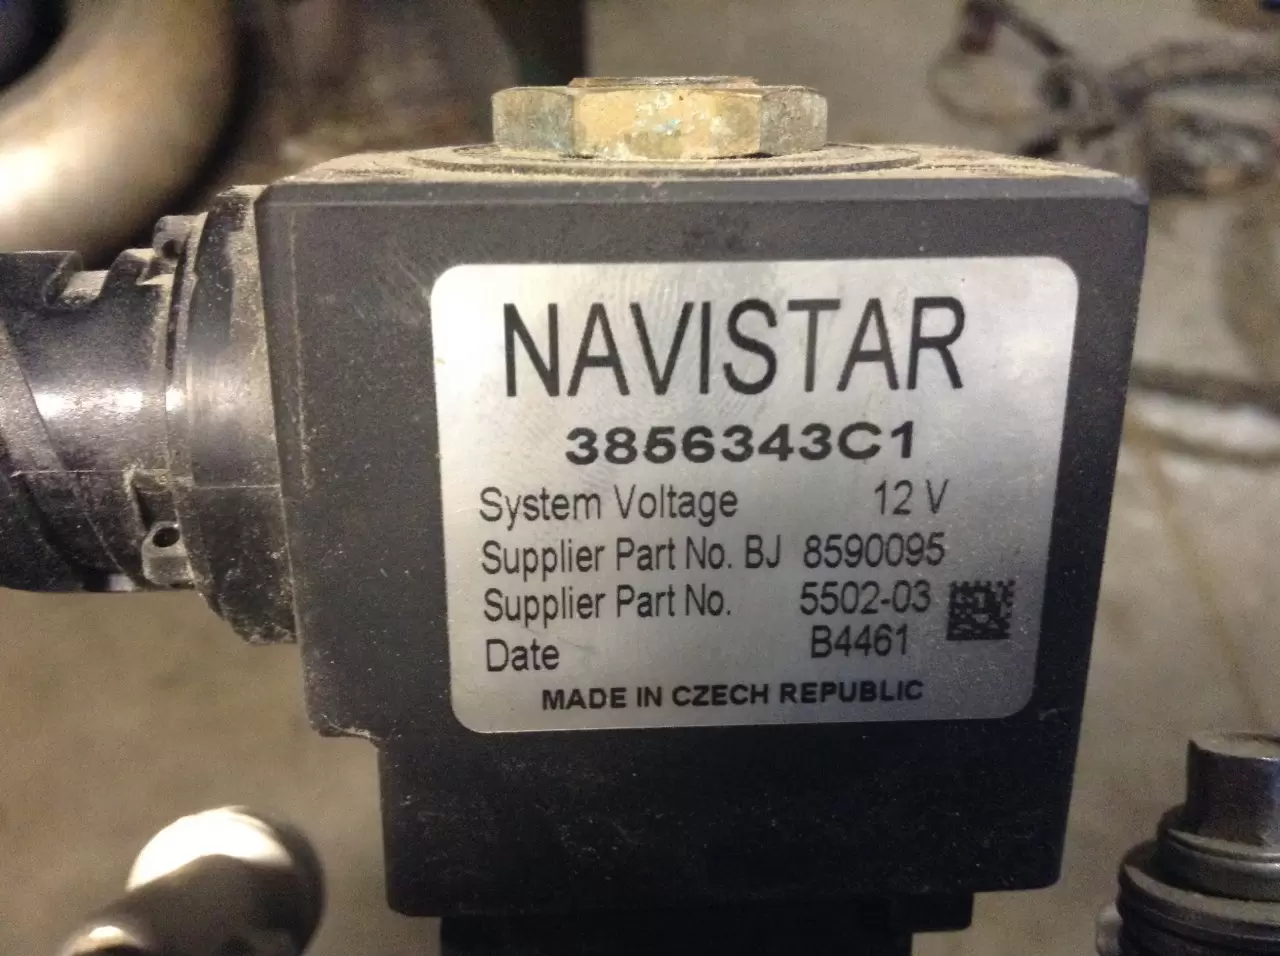 NAVISTAR
3856343C1
System Voltage 12 V
Supplier Part No. BJ 8590095
Supplier Part No. 5502-03
Date B4461
MADE IN CZECH REPUBLIC